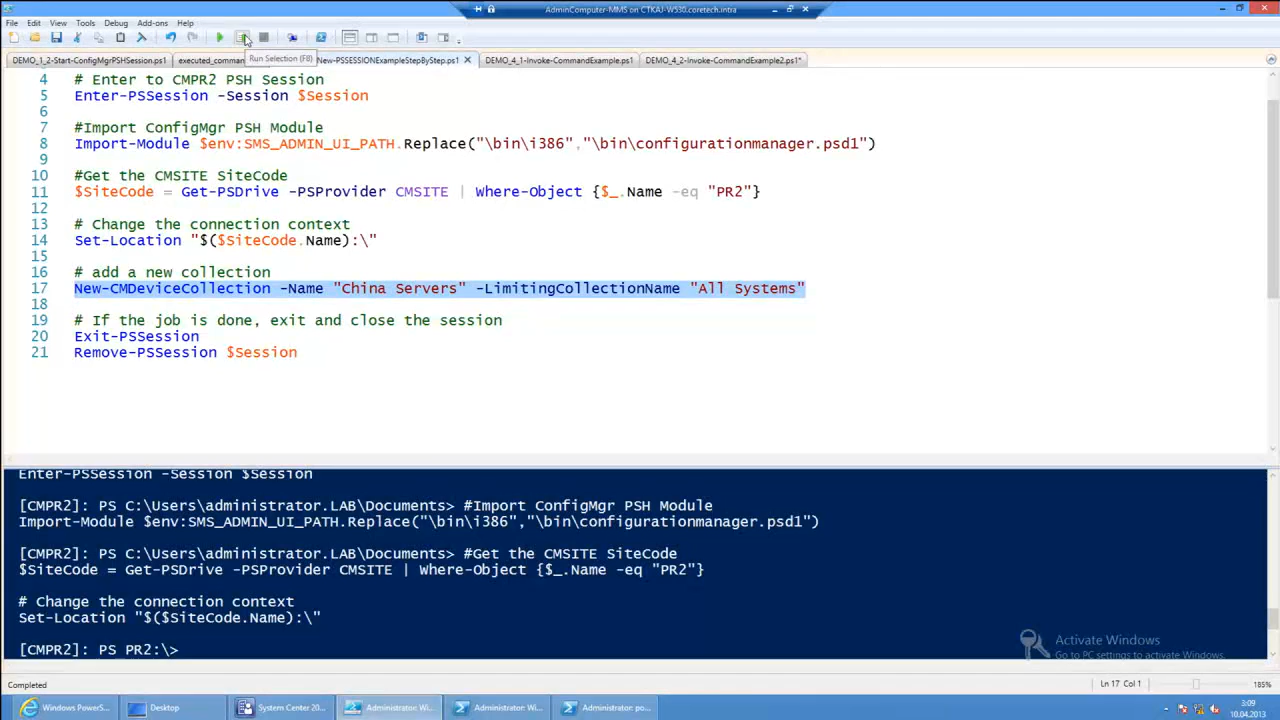 AdminComputer-MMS on CTKAJ-W530.coretech.intra
File Edit View Tools Debug Add-ons Help
Run Selection (F8)
DEMO_1_2-Start-ConfigMgrPSHSession.ps1 executed_comman New-PSSESSIONExampleStepByStep.ps1 DEMO_4_1-Invoke-CommandExample.ps1 DEMO_4_2-Invoke-CommandExample2.ps1*
4 # Enter to CMPR2 PSH Session
5 Enter-PSSession -Session $Session
6
7 #Import ConfigMgr PSH Module
8 Import-Module $env:SMS_ADMIN_UI_PATH.Replace("\bin\i386","\bin\configurationmanager.psd1")
9
10 #Get the CMSITE SiteCode
11 $SiteCode = Get-PSDrive -PSProvider CMSITE | Where-Object {$_.Name -eq "PR2"}
12
13 # Change the connection context
14 Set-Location "$($SiteCode.Name):\"
15
16 # add a new collection
17 New-CMDeviceCollection -Name "China Servers" -LimitingCollectionName "All Systems"
18
19 # If the job is done, exit and close the session
20 Exit-PSSession
21 Remove-PSSession $Session
Enter-PSSession -Session $Session
[CMPR2]: PS C:\Users\administrator.LAB\Documents> #Import ConfigMgr PSH Module
Import-Module $env:SMS_ADMIN_UI_PATH.Replace("\bin\i386","\bin\configurationmanager.psd1")
[CMPR2]: PS C:\Users\administrator.LAB\Documents> #Get the CMSITE SiteCode
$SiteCode = Get-PSDrive -PSProvider CMSITE | Where-Object {$_.Name -eq "PR2"}
# Change the connection context
Set-Location "$($SiteCode.Name):\"
[CMPR2]: PS PR2:\>
Activate Windows
Go to PC settings to activate Windows.
Completed Ln 17 Col 1 185%
Windows PowerS... Desktop System Center 20... Administrator: Wi... Administrator: Wi... Administrator: po... 3:09
10.04.2013